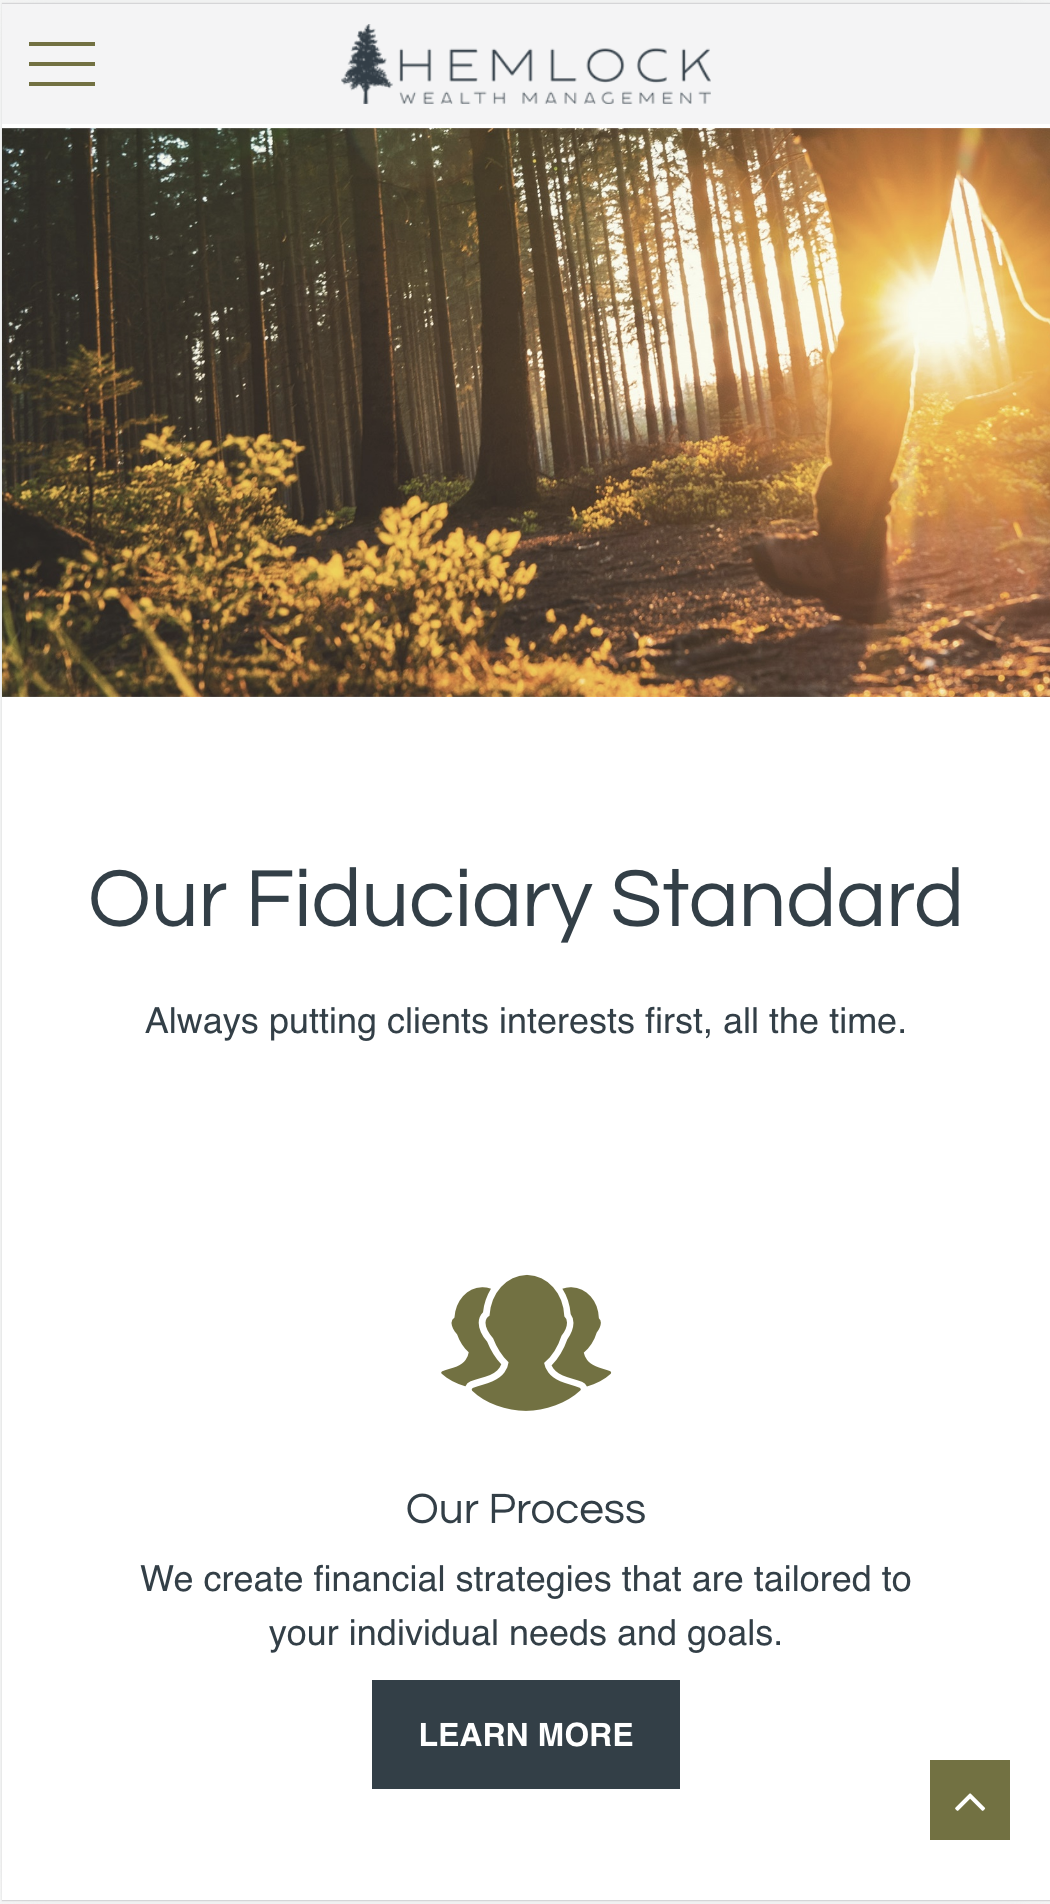 HEMLOCK
WEALTH MANAGEMENT
Our Fiduciary Standard
Always putting clients interests first, all the time.
Our Process
We create financial strategies that are tailored to
your individual needs and goals.
LEARN MORE